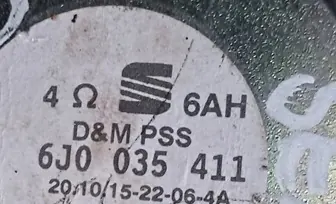 4 Ω 6AH
D&M PSS
6J0 035 411
20/10/15-22-06-4A